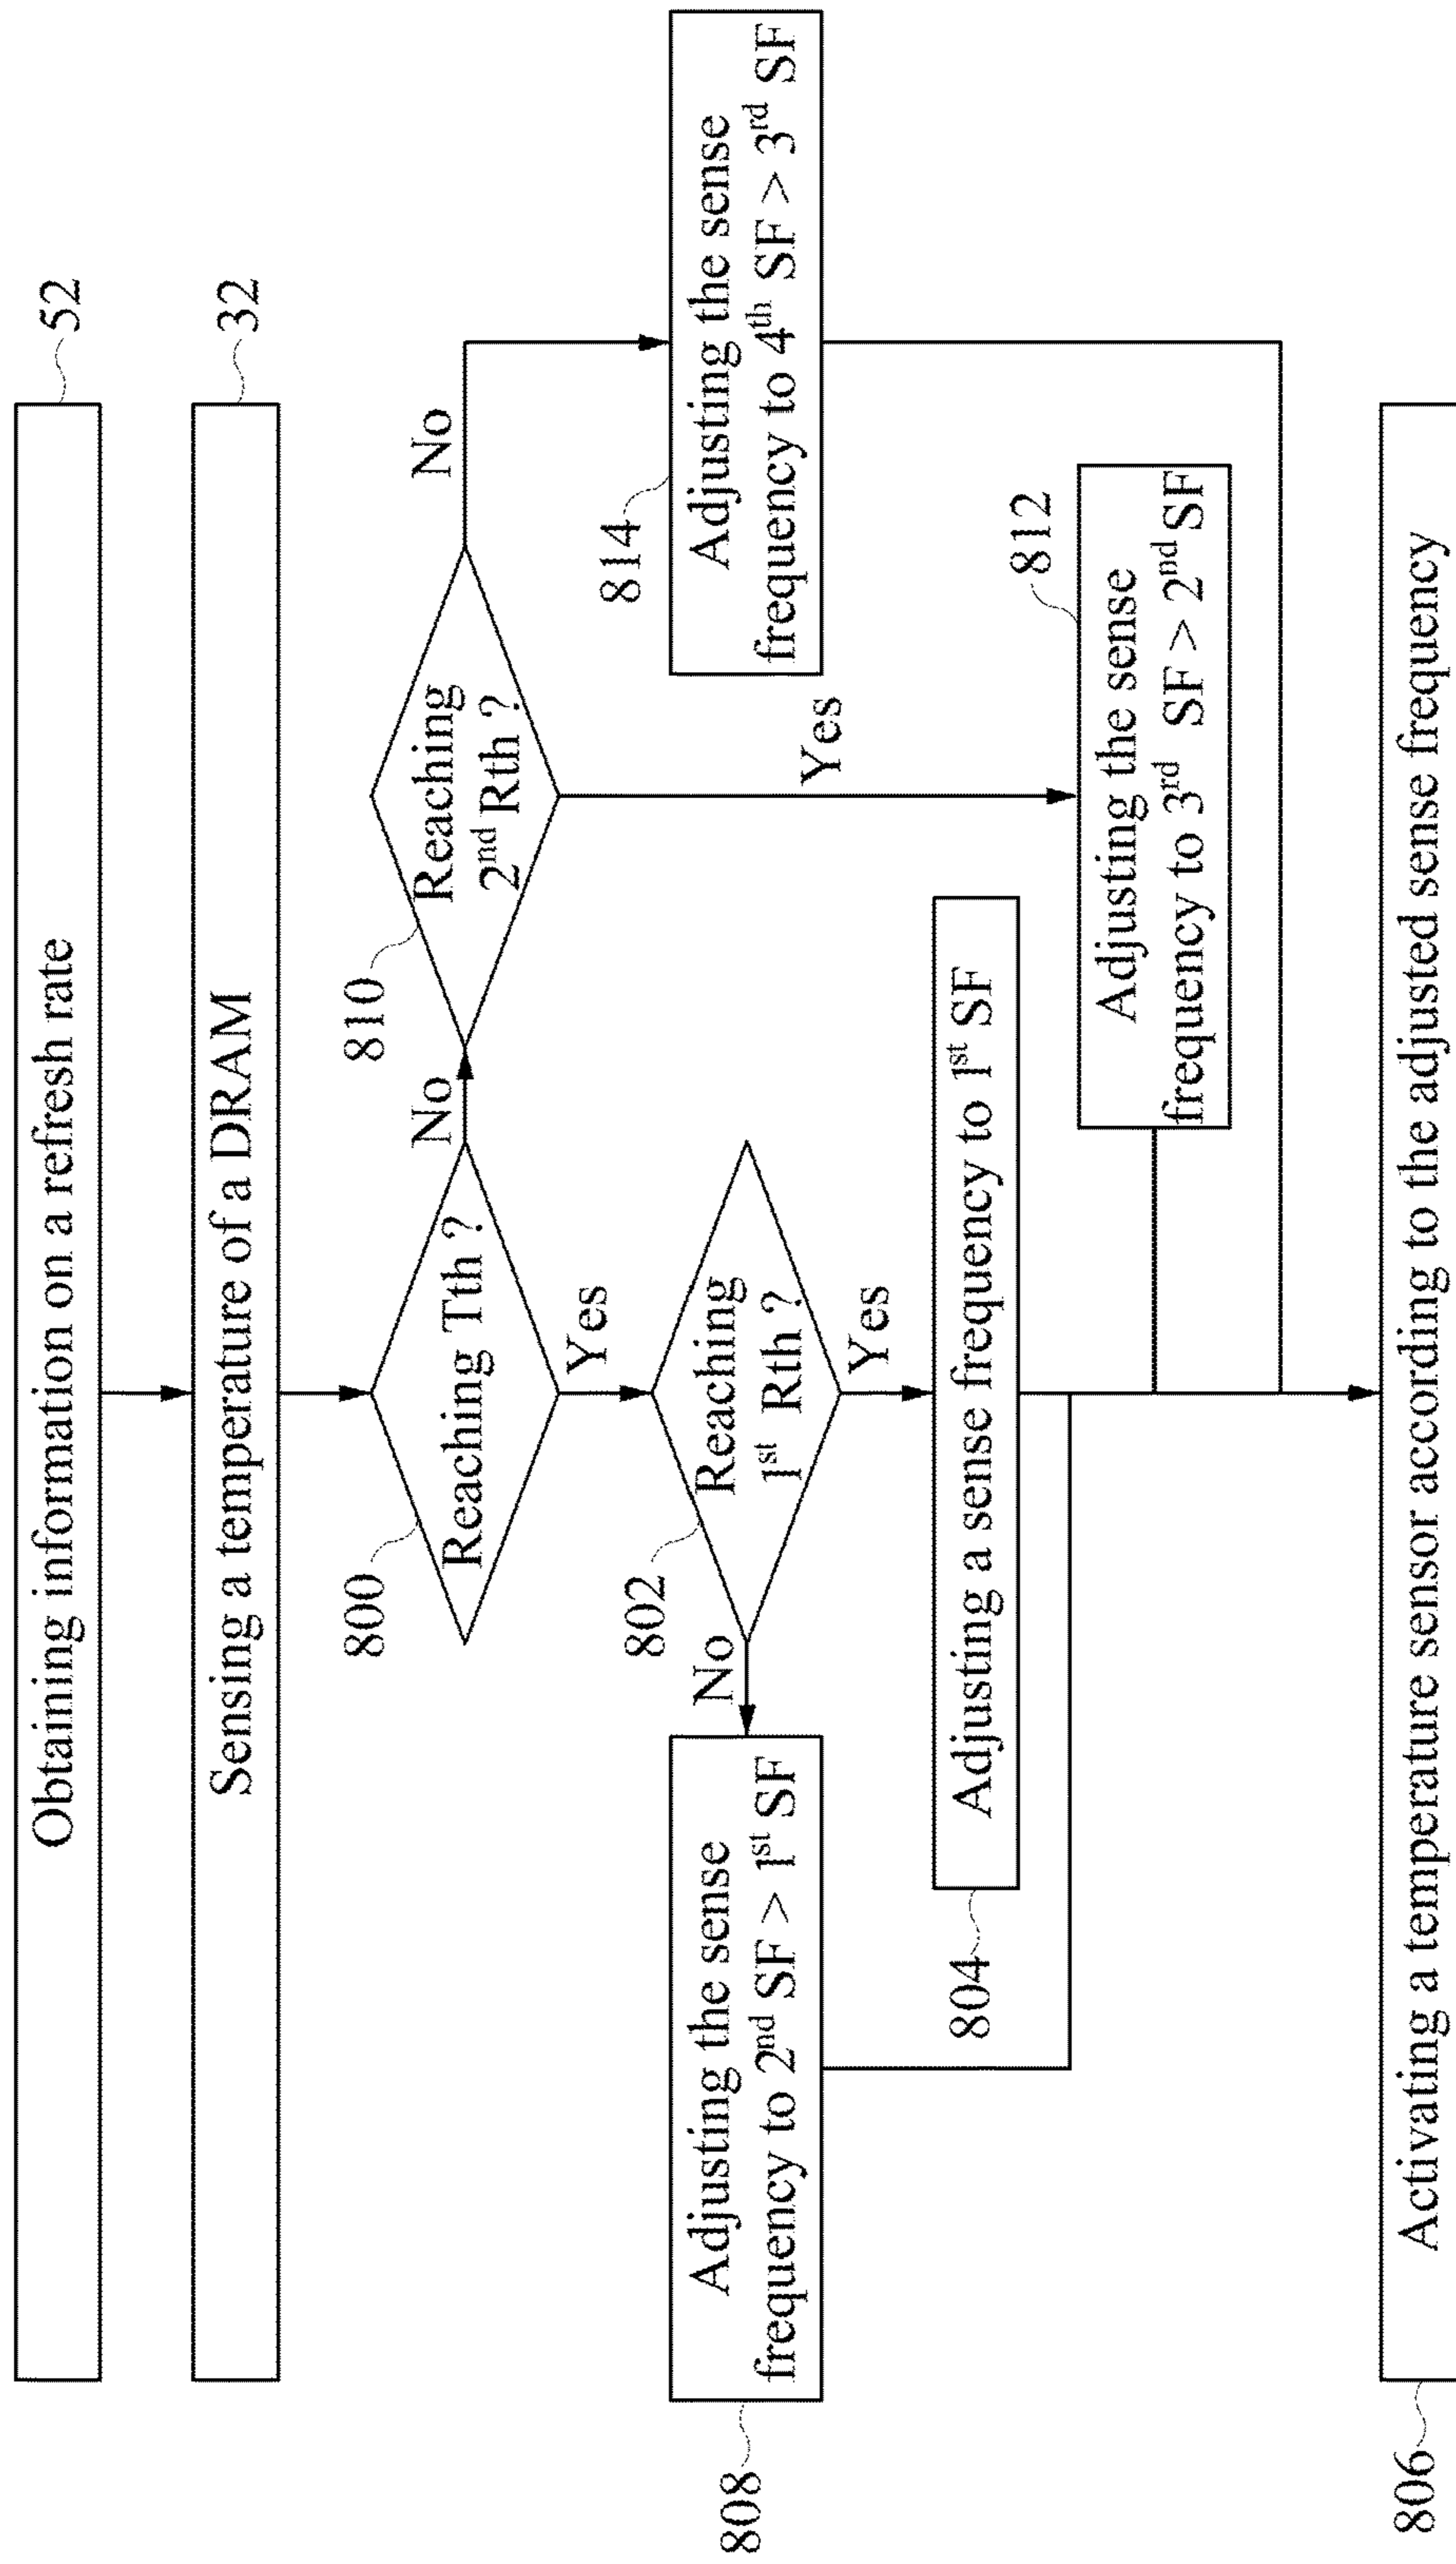 Obtaining information on a refresh rate
52
Sensing a temperature of a DRAM
32
800
Reaching Tth ?
No
Yes
810
Reaching
2nd Rth ?
No
Yes
802
Reaching
1st Rth ?
No
Yes
808
Adjusting the sense
frequency to 2nd SF > 1st SF
814
Adjusting the sense
frequency to 4th SF > 3rd SF
804
Adjusting a sense frequency to 1st SF
812
Adjusting the sense
frequency to 3rd SF > 2nd SF
806
Activating a temperature sensor according to the adjusted sense frequency